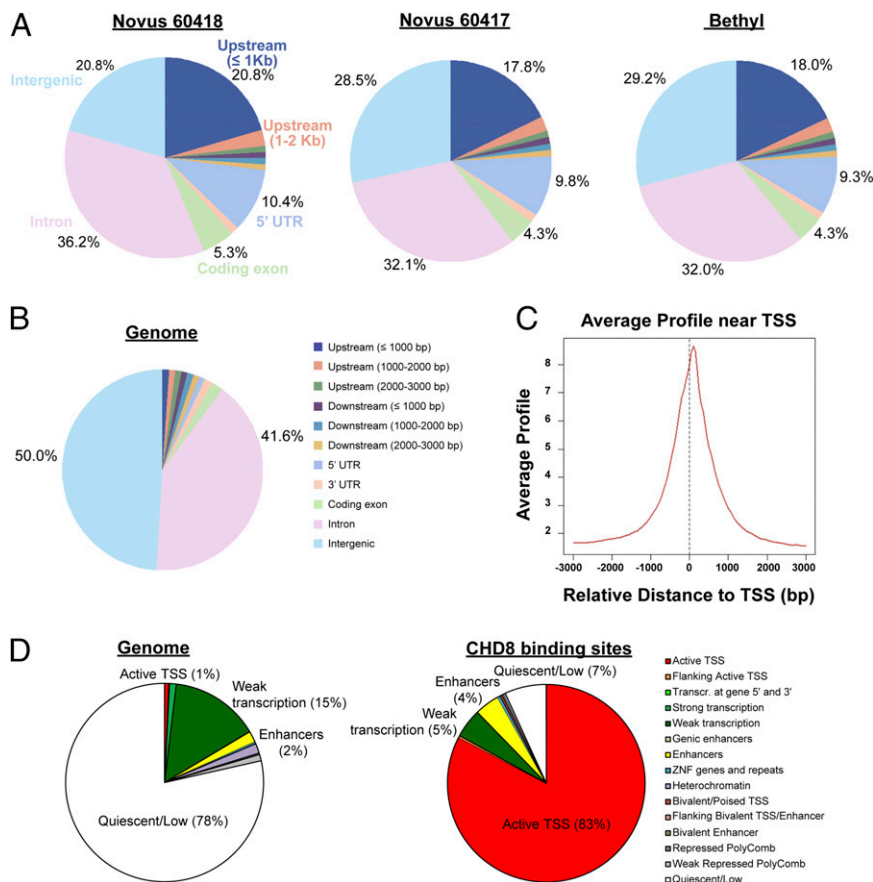 A
Novus 60418
Novus 60417
Bethyl
20.8%
Upstream
(≤ 1Kb)
20.8%
Intergenic
Upstream
(1-2 Kb)
10.4%
5' UTR
Intron
36.2%
5.3%
Coding exon
28.5%
17.8%
9.8%
4.3%
32.1%
29.2%
18.0%
9.3%
4.3%
32.0%
B
Genome
50.0%
41.6%
Upstream (≤ 1000 bp)
Upstream (1000-2000 bp)
Upstream (2000-3000 bp)
Downstream (≤ 1000 bp)
Downstream (1000-2000 bp)
Downstream (2000-3000 bp)
5' UTR
3' UTR
Coding exon
Intron
Intergenic
C
Average Profile near TSS
Average Profile
8
7
6
5
4
3
2
-3000 -2000 -1000 0 1000 2000 3000
Relative Distance to TSS (bp)
D
Genome
Active TSS (1%)
Weak
transcription (15%)
Enhancers
(2%)
Quiescent/Low (78%)
CHD8 binding sites
Quiescent/Low (7%)
Enhancers
(4%)
Weak
transcription
(5%)
Active TSS (83%)
Active TSS
Flanking Active TSS
Transcr. at gene 5' and 3'
Strong transcription
Weak transcription
Genic enhancers
Enhancers
ZNF genes and repeats
Heterochromatin
Bivalent/Poised TSS
Flanking Bivalent TSS/Enhancer
Bivalent Enhancer
Repressed PolyComb
Weak Repressed PolyComb
Quiescent/Low